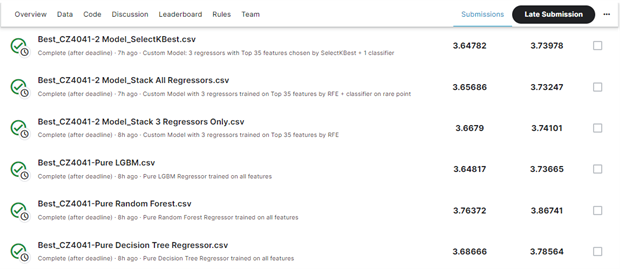 Overview Data Code Discussion Leaderboard Rules Team Submissions Late Submission ...
Best_CZ4041-2 Model_SelectKBest.csv
Complete (after deadline) · 7h ago · Custom Model: 3 regressors with Top 35 features chosen by SelectKBest + 1 classifier
3.64782 3.73978
Best_CZ4041-2 Model_Stack All Regressors.csv
Complete (after deadline) · 7h ago · Custom Model with 3 regressors trained on Top 35 features by RFE + classifier on rare point
3.65686 3.73247
Best_CZ4041-2 Model_Stack 3 Regressors Only.csv
Complete (after deadline) · 8h ago · Custom Model with 3 regressors trained on Top 35 features by RFE
3.6679 3.74101
Best_CZ4041-Pure LGBM.csv
Complete (after deadline) · 8h ago · Pure LGBM Regressor trained on all features
3.64817 3.73665
Best_CZ4041-Pure Random Forest.csv
Complete (after deadline) · 8h ago · Pure Random Forest Regressor trained on all features
3.76372 3.86741
Best_CZ4041-Pure Decision Tree Regressor.csv
Complete (after deadline) · 8h ago · Pure Decision Tree Regressor trained on all features
3.68666 3.78564